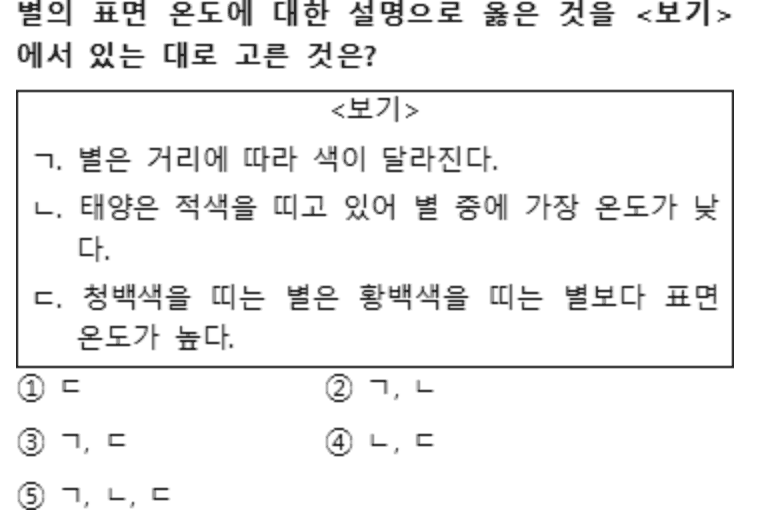 별의 표면 온도에 대한 설명으로 옳은 것을 <보기>
에서 있는 대로 고른 것은?
<보기>
ㄱ. 별은 거리에 따라 색이 달라진다.
ㄴ. 태양은 적색을 띠고 있어 별 중에 가장 온도가 낮
다.
ㄷ. 청백색을 띠는 별은 황백색을 띠는 별보다 표면
온도가 높다.
① ㄷ ② ㄱ, ㄴ
③ ㄱ, ㄷ ④ ㄴ, ㄷ
⑤ ㄱ, ㄴ, ㄷ